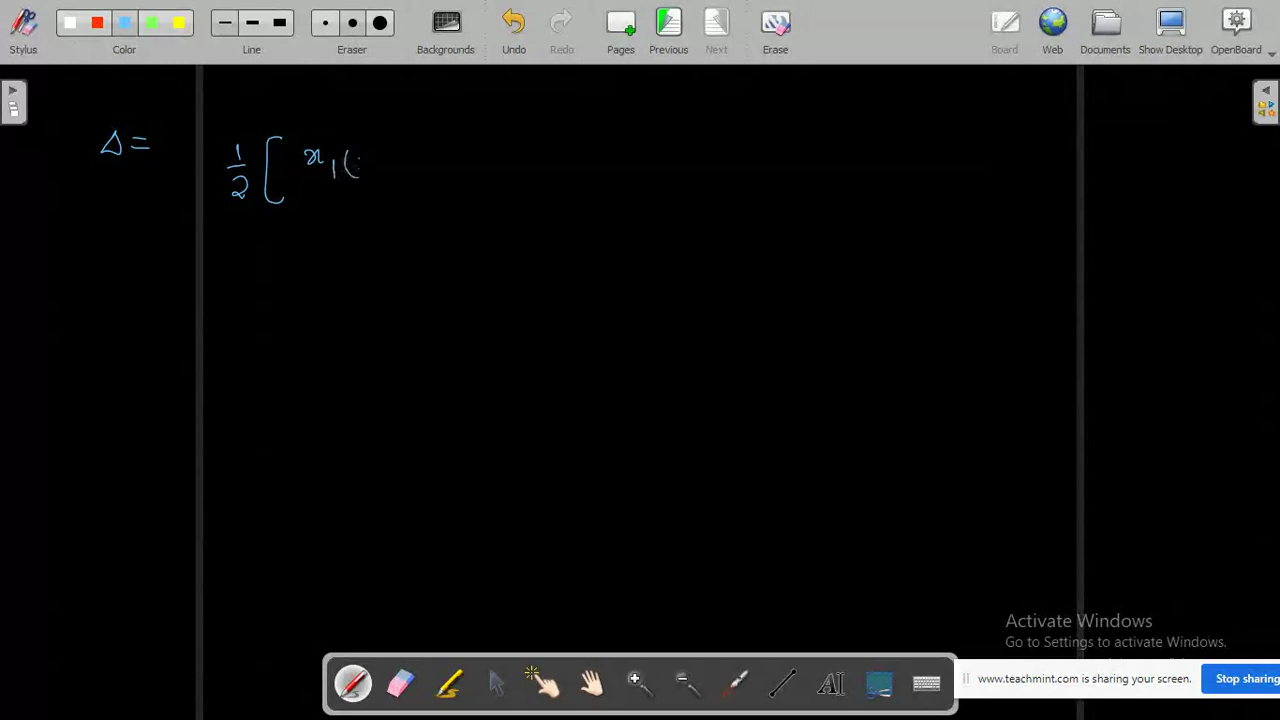 Stylus Color Line Eraser Backgrounds Undo Redo Pages Previous Next Erase Board Web Documents Show Desktop OpenBoard
Δ = 1/2 [ x₁(
Activate Windows
Go to Settings to activate Windows.
www.teachmint.com is sharing your screen. Stop sharing